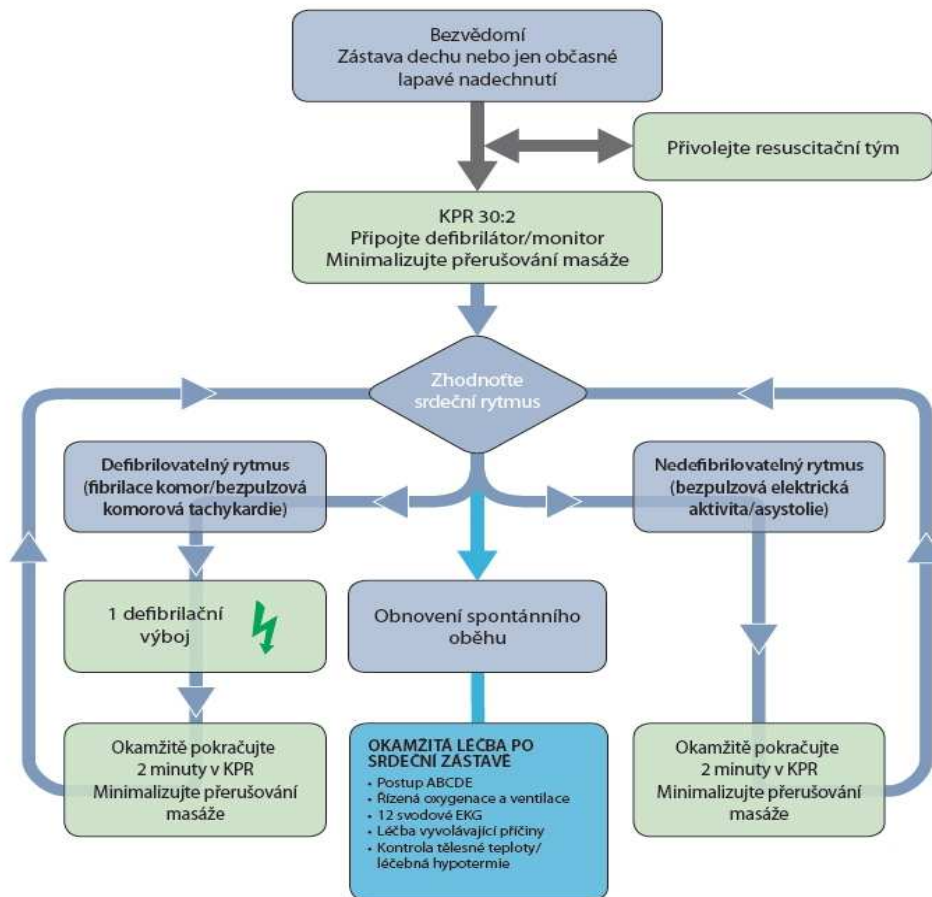 Bezvědomí
Zástava dechu nebo jen občasné
lapavé nadechnutí
Přivolejte resuscitační tým
KPR 30:2
Připojte defibrilátor/monitor
Minimalizujte přerušování masáže
Zhodnoťte
srdeční rytmus
Defibrilovatelný rytmus
(fibrilace komor/bezpulzová
komorová tachykardie)
Nedefibrilovatelný rytmus
(bezpulzová elektrická
aktivita/asystolie)
1 defibrilační
výboj
Obnovení spontánního
oběhu
Okamžitě pokračujte
2 minuty v KPR
Minimalizujte přerušování
masáže
OKAMŽITÁ LÉČBA PO
SRDEČNÍ ZÁSTAVĚ
• Postup ABCDE
• Řízená oxygenace a ventilace
• 12 svodové EKG
• Léčba vyvolávající příčiny
• Kontrola tělesné teploty/
léčebná hypotermie
Okamžitě pokračujte
2 minuty v KPR
Minimalizujte přerušování
masáže